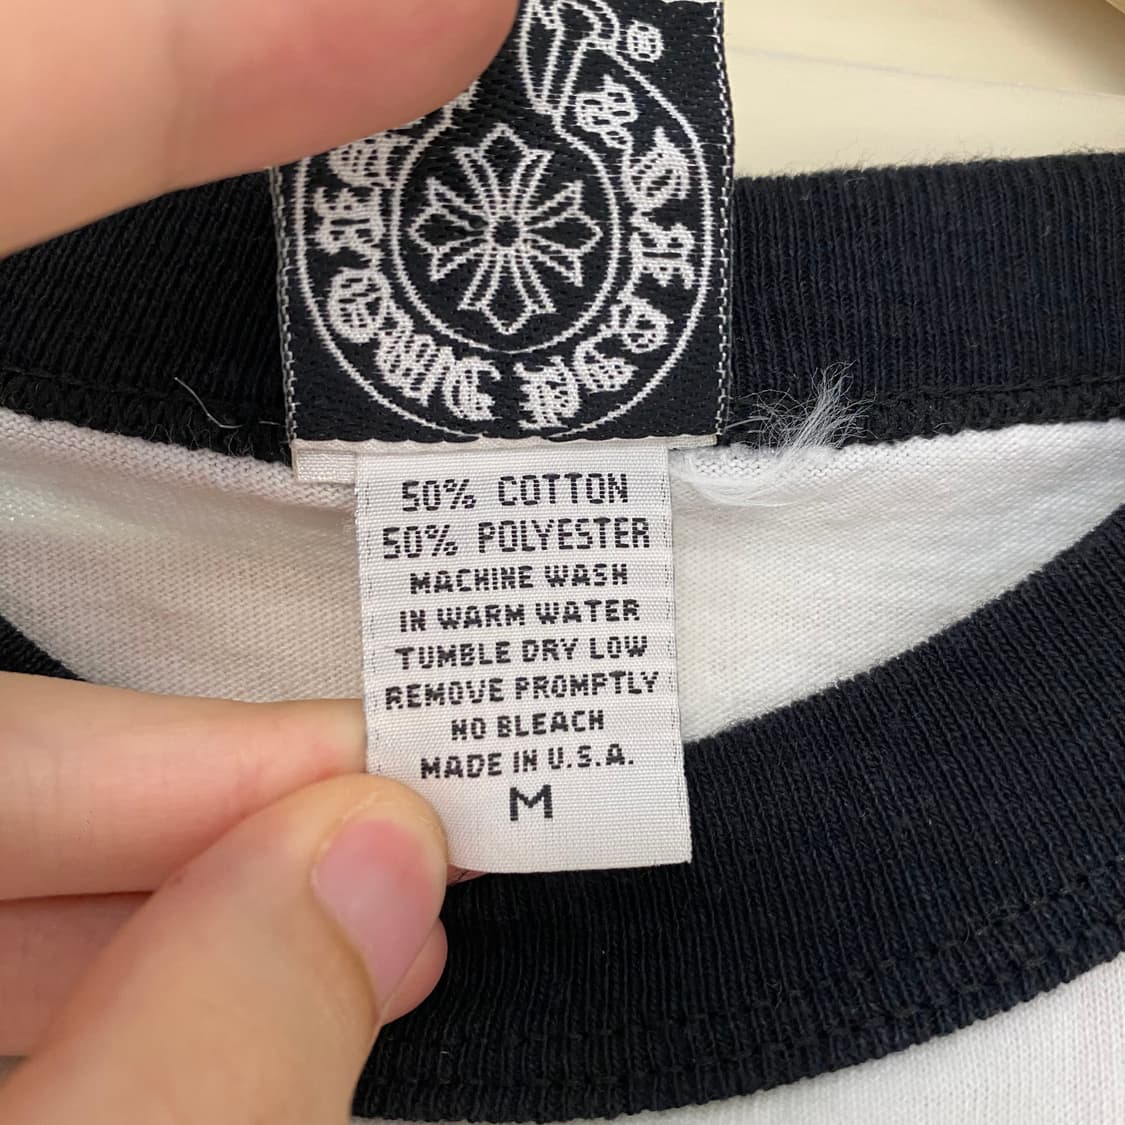 50% COTTON
50% POLYESTER
MACHINE WASH
IN WARM WATER
TUMBLE DRY LOW
REMOVE PROMPTLY
NO BLEACH
MADE IN U.S.A.
M